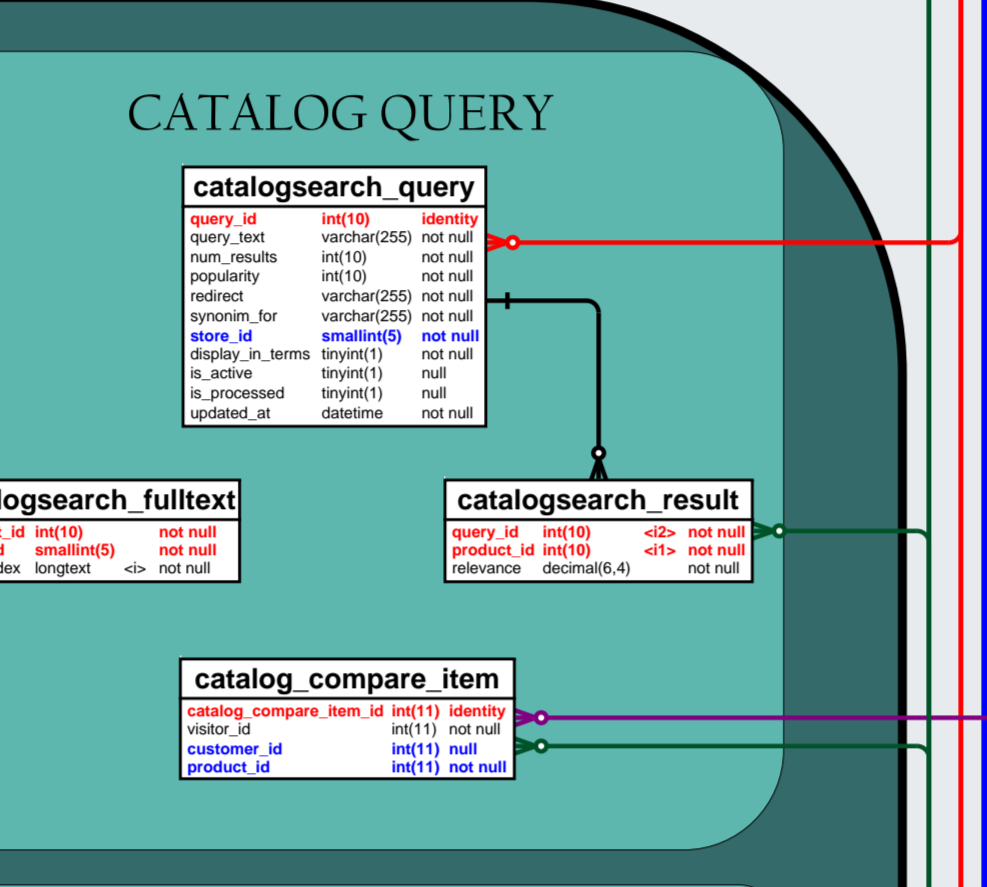 CATALOG QUERY
catalogsearch_query
query_id int(10) identity
query_text varchar(255) not null
num_results int(10) not null
popularity int(10) not null
redirect varchar(255) not null
synonim_for varchar(255) not null
store_id smallint(5) not null
display_in_terms tinyint(1) not null
is_active tinyint(1) null
is_processed tinyint(1) null
updated_at datetime not null
logsearch_fulltext
_id int(10) not null
smallint(5) not null
dex longtext <i> not null
catalogsearch_result
query_id int(10) <i2> not null
product_id int(10) <i1> not null
relevance decimal(6,4) not null
catalog_compare_item
catalog_compare_item_id int(11) identity
visitor_id int(11) not null
customer_id int(11) null
product_id int(11) not null